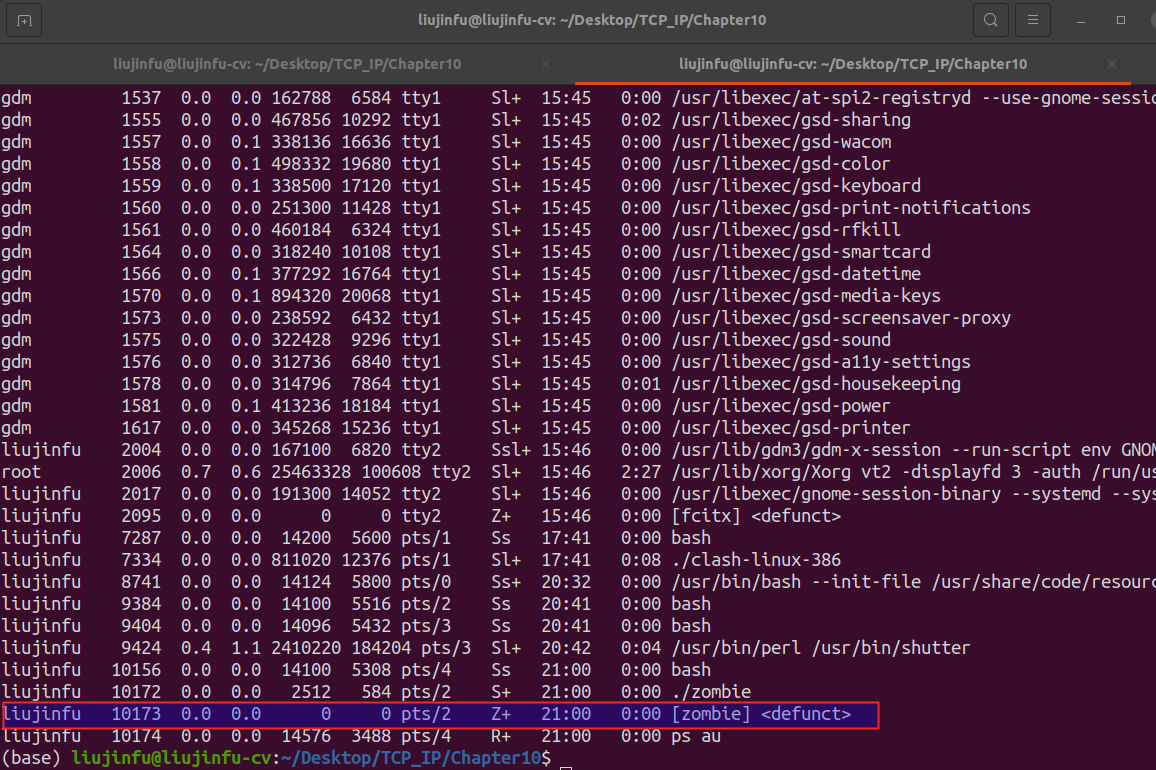 liujinfu@liujinfu-cv: ~/Desktop/TCP_IP/Chapter10
liujinfu@liujinfu-cv: ~/Desktop/TCP_IP/Chapter10 × liujinfu@liujinfu-cv: ~/Desktop/TCP_IP/Chapter10 ×
gdm 1537 0.0 0.0 162788 6584 tty1 Sl+ 15:45 0:00 /usr/libexec/at-spi2-registryd --use-gnome-sessio
gdm 1555 0.0 0.0 467856 10292 tty1 Sl+ 15:45 0:02 /usr/libexec/gsd-sharing
gdm 1557 0.0 0.1 338136 16636 tty1 Sl+ 15:45 0:00 /usr/libexec/gsd-wacom
gdm 1558 0.0 0.1 498332 19680 tty1 Sl+ 15:45 0:00 /usr/libexec/gsd-color
gdm 1559 0.0 0.1 338500 17120 tty1 Sl+ 15:45 0:00 /usr/libexec/gsd-keyboard
gdm 1560 0.0 0.0 251300 11428 tty1 Sl+ 15:45 0:00 /usr/libexec/gsd-print-notifications
gdm 1561 0.0 0.0 460184 6324 tty1 Sl+ 15:45 0:00 /usr/libexec/gsd-rfkill
gdm 1564 0.0 0.0 318240 10108 tty1 Sl+ 15:45 0:00 /usr/libexec/gsd-smartcard
gdm 1566 0.0 0.1 377292 16764 tty1 Sl+ 15:45 0:00 /usr/libexec/gsd-datetime
gdm 1570 0.0 0.1 894320 20068 tty1 Sl+ 15:45 0:00 /usr/libexec/gsd-media-keys
gdm 1573 0.0 0.0 238592 6432 tty1 Sl+ 15:45 0:00 /usr/libexec/gsd-screensaver-proxy
gdm 1575 0.0 0.0 322428 9296 tty1 Sl+ 15:45 0:00 /usr/libexec/gsd-sound
gdm 1576 0.0 0.0 312736 6840 tty1 Sl+ 15:45 0:00 /usr/libexec/gsd-a11y-settings
gdm 1578 0.0 0.0 314796 7864 tty1 Sl+ 15:45 0:01 /usr/libexec/gsd-housekeeping
gdm 1581 0.0 0.1 413236 18184 tty1 Sl+ 15:45 0:00 /usr/libexec/gsd-power
gdm 1617 0.0 0.0 345268 15236 tty1 Sl+ 15:45 0:00 /usr/libexec/gsd-printer
liujinfu 2004 0.0 0.0 167100 6820 tty2 Ssl+ 15:46 0:00 /usr/lib/gdm3/gdm-x-session --run-script env GNOM
root 2006 0.7 0.6 25463328 100608 tty2 Sl+ 15:46 2:27 /usr/lib/xorg/Xorg vt2 -displayfd 3 -auth /run/us
liujinfu 2017 0.0 0.0 191300 14052 tty2 Sl+ 15:46 0:00 /usr/libexec/gnome-session-binary --systemd --sys
liujinfu 2095 0.0 0.0 0 0 tty2 Z+ 15:46 0:00 [fcitx] <defunct>
liujinfu 7287 0.0 0.0 14200 5600 pts/1 Ss 17:41 0:00 bash
liujinfu 7334 0.0 0.0 811020 12376 pts/1 Sl+ 17:41 0:08 ./clash-linux-386
liujinfu 8741 0.0 0.0 14124 5800 pts/0 Ss+ 20:32 0:00 /usr/bin/bash --init-file /usr/share/code/resourc
liujinfu 9384 0.0 0.0 14100 5516 pts/2 Ss 20:41 0:00 bash
liujinfu 9404 0.0 0.0 14096 5432 pts/3 Ss 20:41 0:00 bash
liujinfu 9424 0.4 1.1 2410220 184204 pts/3 Sl+ 20:42 0:04 /usr/bin/perl /usr/bin/shutter
liujinfu 10156 0.0 0.0 14100 5308 pts/4 Ss 21:00 0:00 bash
liujinfu 10172 0.0 0.0 2512 584 pts/2 S+ 21:00 0:00 ./zombie
liujinfu 10173 0.0 0.0 0 0 pts/2 Z+ 21:00 0:00 [zombie] <defunct>
liujinfu 10174 0.0 0.0 14576 3488 pts/4 R+ 21:00 0:00 ps au
(base) liujinfu@liujinfu-cv:~/Desktop/TCP_IP/Chapter10$